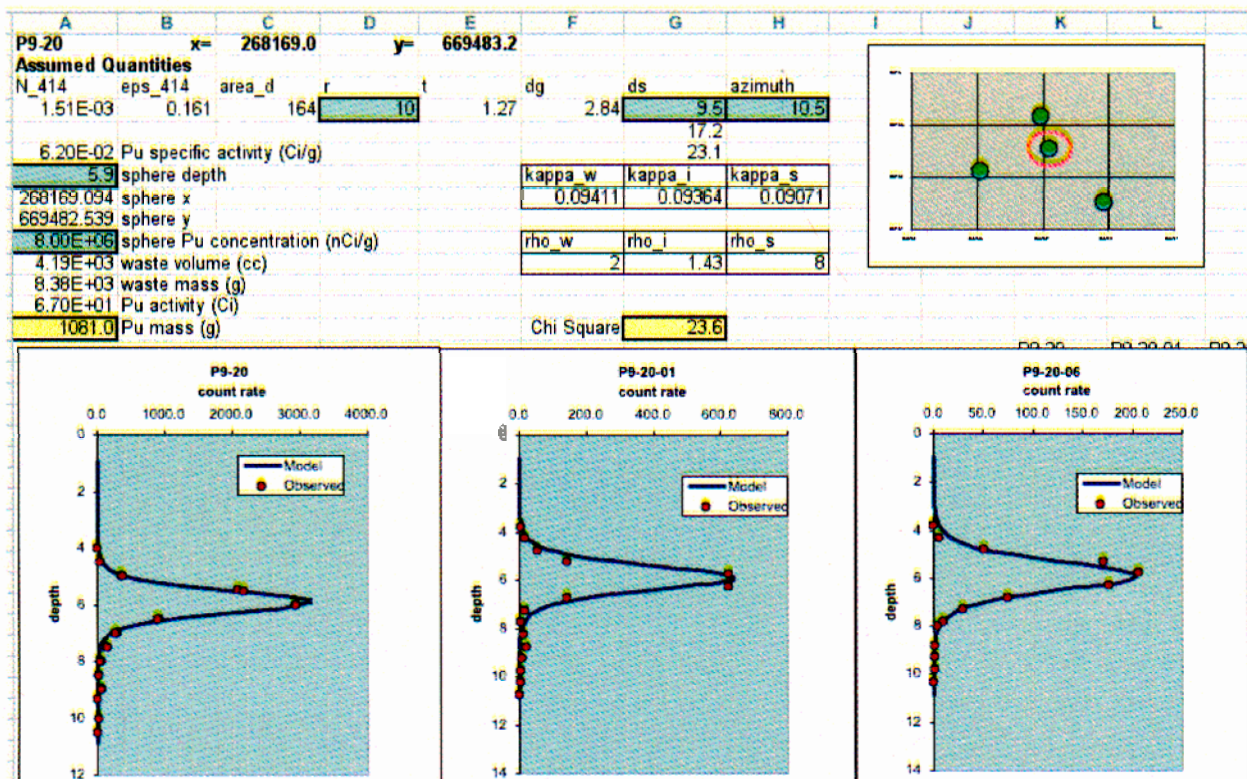 A B C D E F G H I J K L
P9-20 x= 268169.0 y= 669483.2
Assumed Quantities
N_414 eps_414 area_d r t dg ds azimuth
1.51E-03 0.161 164 10 1.27 2.84 9.5 10.5
17.2
6.20E-02 Pu specific activity (Ci/g) 23.1
5.9 sphere depth kappa_w kappa_i kappa_s
268169.094 sphere x 0.09411 0.09364 0.09071
669482.539 sphere y
8.00E+06 sphere Pu concentration (nCi/g) rho_w rho_i rho_s
4.19E+03 waste volume (cc) 2 1.43 8
8.38E+03 waste mass (g)
6.70E+01 Pu activity (Ci)
1081.0 Pu mass (g) Chi Square 23.6
P9-20 P9-20-01
P9-20
count rate
0.0 1000.0 2000.0 3000.0 4000.0
0
2
4
6
8
10
12
depth
Model
Observed
P9-20-01
count rate
0.0 200.0 400.0 600.0 800.0
2
4
6
8
10
12
14
depth
Model
Observed
P9-20-06
count rate
0.0 50.0 100.0 150.0 200.0 250.0
0
2
4
6
8
10
12
14
depth
Model
Observed